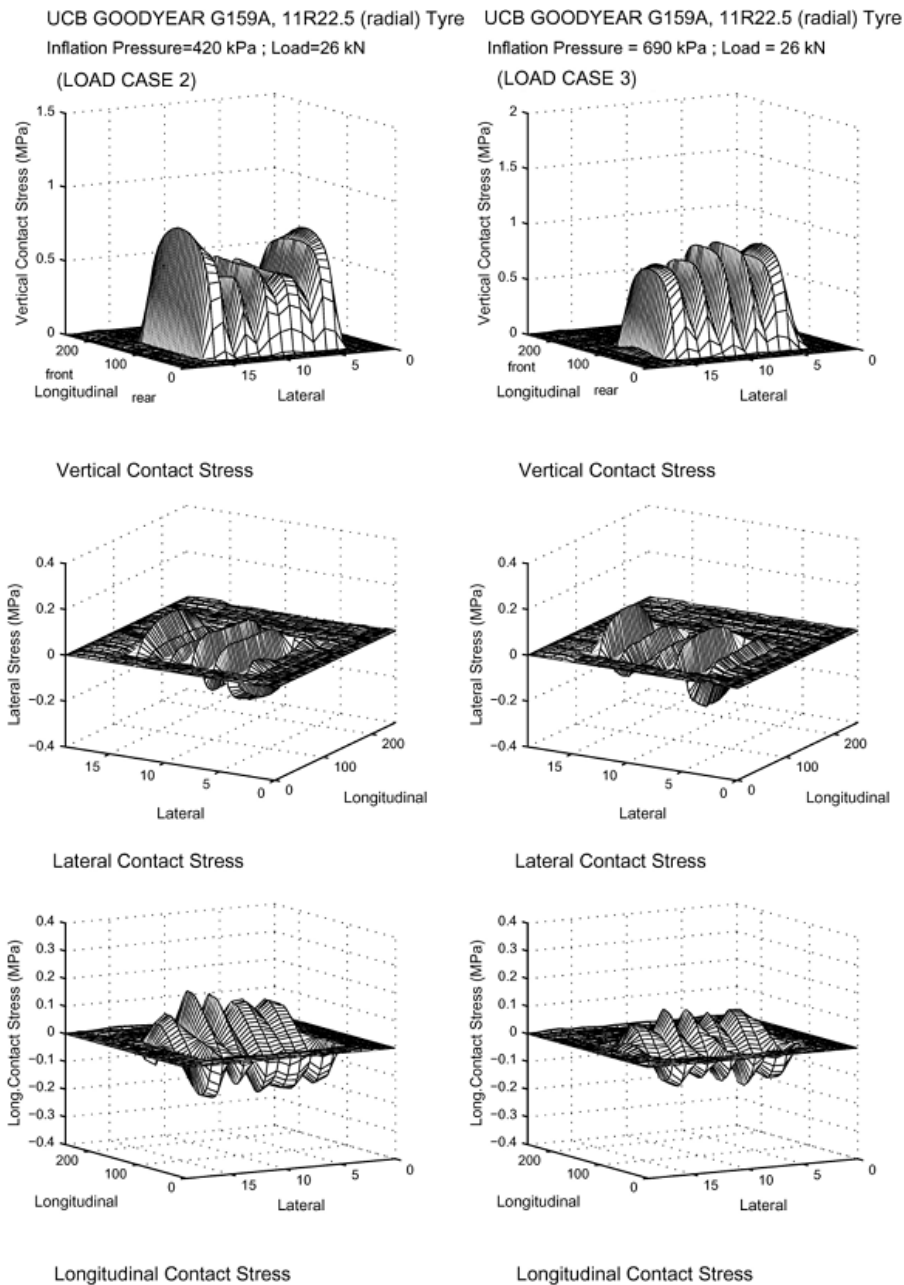 UCB GOODYEAR G159A, 11R22.5 (radial) Tyre
Inflation Pressure=420 kPa ; Load=26 kN
(LOAD CASE 2)
1.5
1
0.5
0
Vertical Contact Stress (MPa)
200
100
0
front
Longitudinal
rear
15
10
5
0
Lateral
Vertical Contact Stress
UCB GOODYEAR G159A, 11R22.5 (radial) Tyre
Inflation Pressure = 690 kPa ; Load = 26 kN
(LOAD CASE 3)
2
1.5
1
0.5
0
Vertical Contact Stress (MPa)
200
100
0
front
Longitudinal
rear
15
10
5
0
Lateral
Vertical Contact Stress
0.4
0.2
0
−0.2
−0.4
Lateral Stress (MPa)
15
10
5
0
Lateral
0
100
200
Longitudinal
Lateral Contact Stress
0.4
0.2
0
−0.2
−0.4
Lateral Stress (MPa)
15
10
5
0
Lateral
0
100
200
Longitudinal
Lateral Contact Stress
0.4
0.3
0.2
0.1
0
−0.1
−0.2
−0.3
−0.4
Long.Contact Stress (MPa)
200
100
0
Longitudinal
15
10
5
0
Lateral
Longitudinal Contact Stress
0.4
0.3
0.2
0.1
0
−0.1
−0.2
−0.3
−0.4
Long.Contact Stress (MPa)
200
100
0
Longitudinal
15
10
5
0
Lateral
Longitudinal Contact Stress